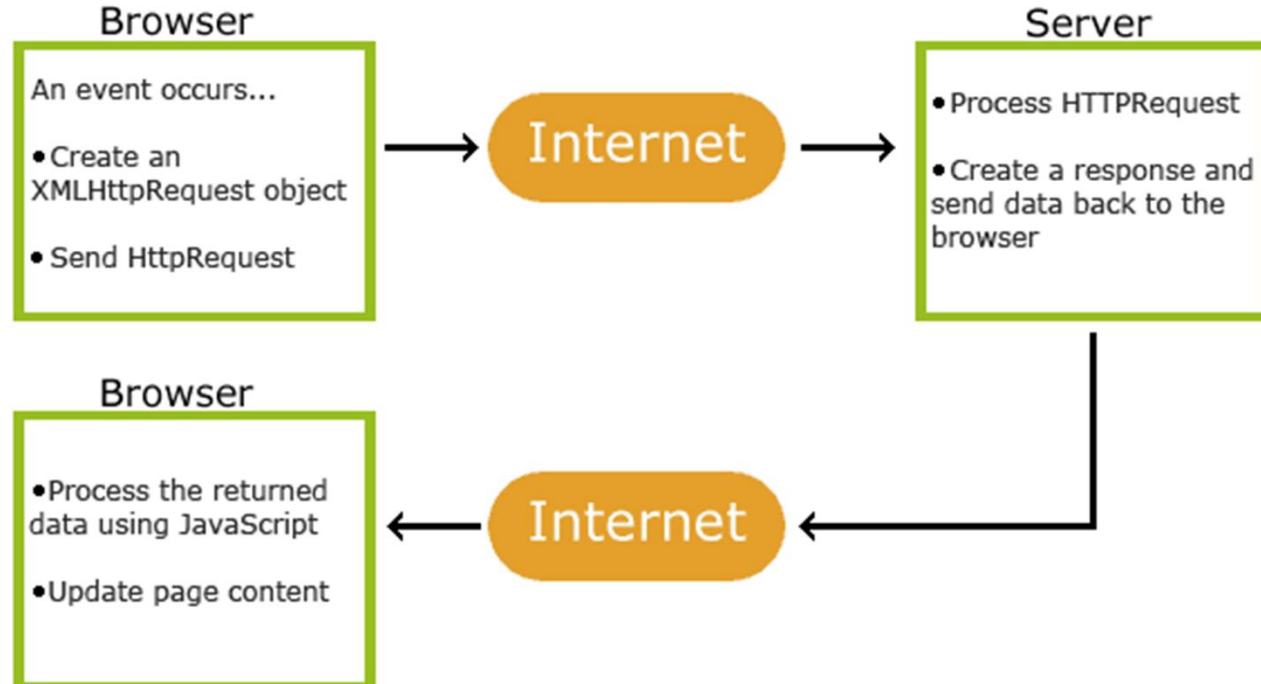 Browser
An event occurs...
•Create an
XMLHttpRequest object
• Send HttpRequest
Internet
Server
•Process HTTPRequest
•Create a response and
send data back to the
browser
Browser
•Process the returned
data using JavaScript
•Update page content
Internet